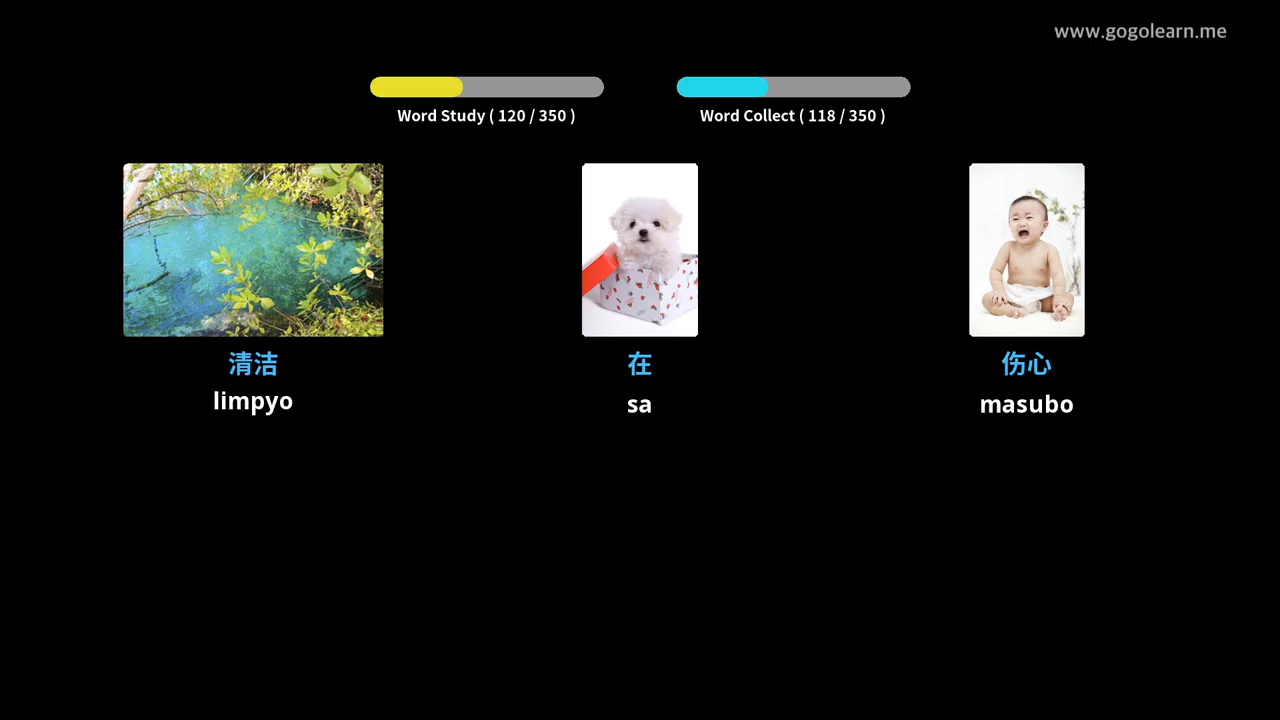 www.gogolearn.me
Word Study ( 120 / 350 )
Word Collect ( 118 / 350 )
清洁
limpyo
在
sa
伤心
masubo